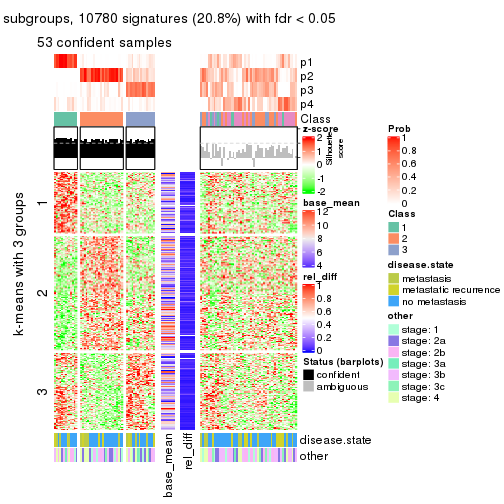 subgroups, 10780 signatures (20.8%) with fdr < 0.05
53 confident samples
p1
p2
p3
p4
Class
Silhouette
score
k-means with 3 groups
1
2
3
base_mean
rel_diff
disease.state
other
z-score
2
1
0
-1
-2
base_mean
12
10
8
6
4
rel_diff
1
0.8
0.6
0.4
0.2
0
Status (barplots)
confident
ambiguous
Prob
1
0.8
0.6
0.4
0.2
0
Class
1
2
3
disease.state
metastasis
metastatic recurrence
no metastasis
other
stage: 1
stage: 2a
stage: 2b
stage: 3a
stage: 3b
stage: 3c
stage: 4